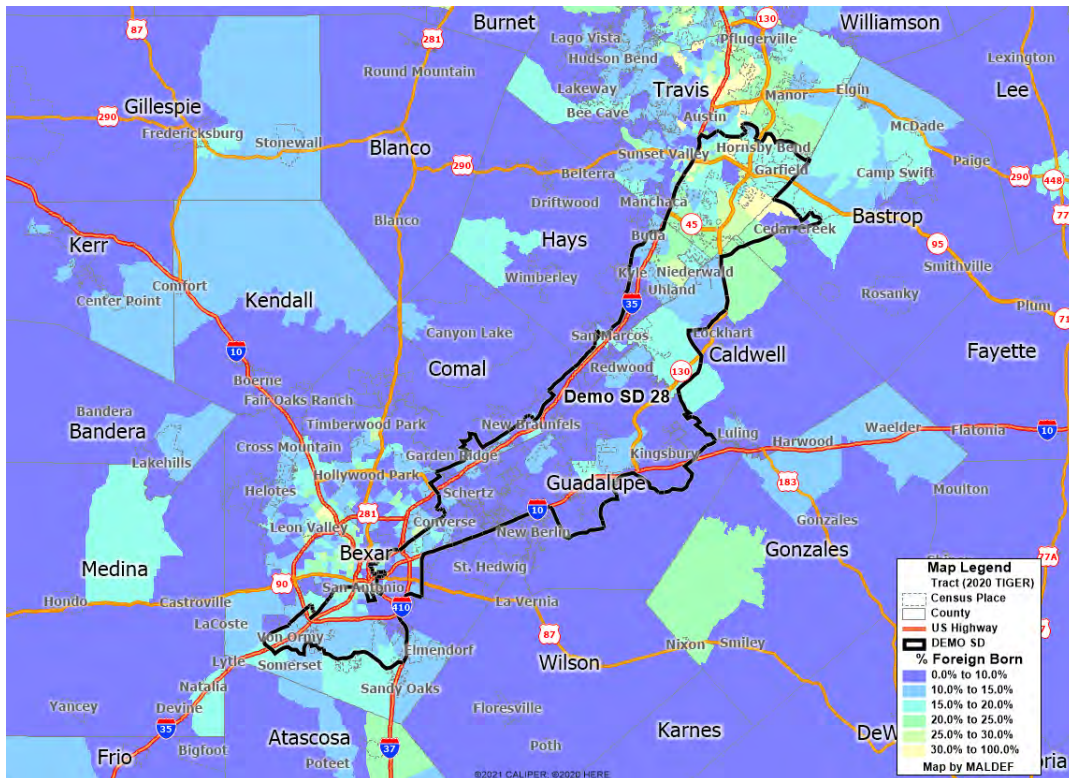 Burnet
Williamson
130
87
281
Lago Vista
Pflugerville
Hudson Bend
Lexington
Round Mountain
Lakeway
Travis
Lee
Gillespie
Manor
Elgin
290
Bee Cave
Austin
Fredericksburg
Stonewall
McDade
Blanco
Hornsby Bend
Sunset Valley
Paige
290
448
290
Belterra
Garfield
Camp Swift
Driftwood
Manchaca
77
Blanco
Bastrop
45
Cedar Creek
Kerr
Hays
Buda
95
Kyle
Niederwald
Smithville
Wimberley
Uhland
Comfort
Rosanky
Center Point
Kendall
35
Plum
71
Canyon Lake
San Marcos
Lockhart
10
Caldwell
Fayette
Comal
Redwood
130
Boerne
Demo SD 28
Fair Oaks Ranch
Bandera
Timberwood Park
New Braunfels
Waelder
Flatonia
10
Bandera
Luling
Harwood
Cross Mountain
Garden Ridge
Kingsbury
Lakehills
Hollywood Park
Guadalupe
183
Helotes
Schertz
Moulton
281
10
Leon Valley
Converse
Gonzales
New Berlin
Bexar
Gonzales
Medina
St. Hedwig
90
San Antonio
77A
Hondo
Castroville
410
La Vernia
LaCoste
87
Von Ormy
Nixon
Smiley
Elmendorf
Lytle
Somerset
Wilson
Natalia
Sandy Oaks
Yancey
Devine
Floresville
35
Karnes
DeW
Atascosa
Frio
Bigfoot
37
Poth
Poteet
oria
Map Legend
Tract (2020 TIGER)
Census Place
County
US Highway
DEMO SD
% Foreign Born
0.0% to 10.0%
10.0% to 15.0%
15.0% to 20.0%
20.0% to 25.0%
25.0% to 30.0%
30.0% to 100.0%
Map by MALDEF
©2021 CALIPER; ©2020 HERE